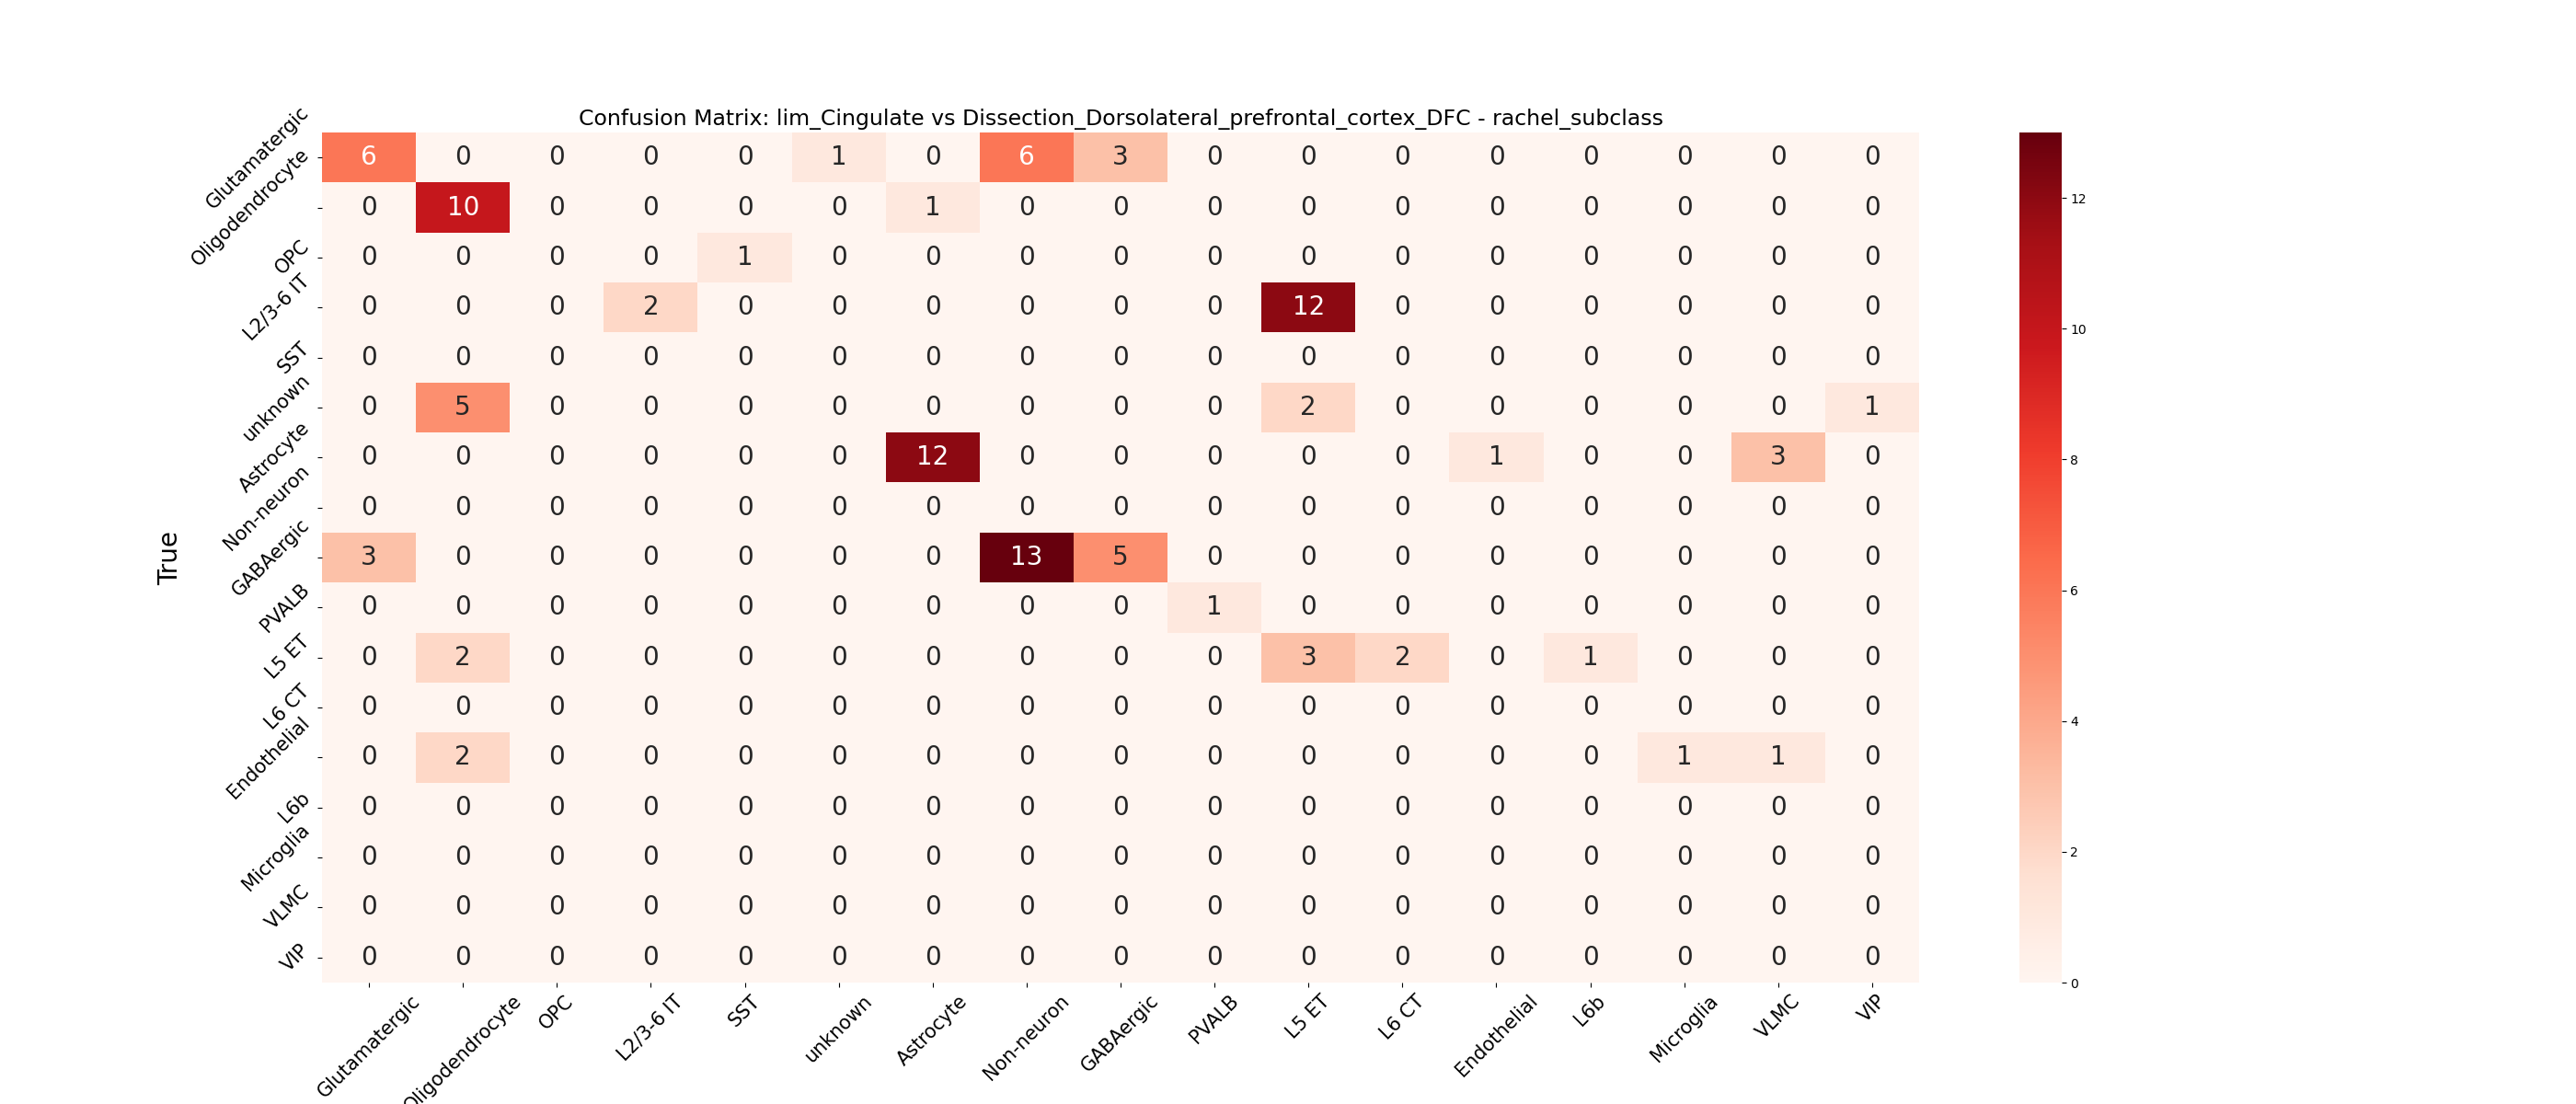 Confusion Matrix: lim_Cingulate vs Dissection_Dorsolateral_prefrontal_cortex_DFC - rachel_subclass
True
Glutamatergic 6 0 0 0 0 1 0 6 3 0 0 0 0 0 0 0 0
Oligodendrocyte 0 10 0 0 0 0 1 0 0 0 0 0 0 0 0 0 0
OPC 0 0 0 0 1 0 0 0 0 0 0 0 0 0 0 0 0
L2/3-6 IT 0 0 0 2 0 0 0 0 0 0 12 0 0 0 0 0 0
SST 0 0 0 0 0 0 0 0 0 0 0 0 0 0 0 0 0
unknown 0 5 0 0 0 0 0 0 0 0 2 0 0 0 0 0 1
Astrocyte 0 0 0 0 0 0 12 0 0 0 0 0 1 0 0 3 0
Non-neuron 0 0 0 0 0 0 0 0 0 0 0 0 0 0 0 0 0
GABAergic 3 0 0 0 0 0 0 13 5 0 0 0 0 0 0 0 0
PVALB 0 0 0 0 0 0 0 0 0 1 0 0 0 0 0 0 0
L5 ET 0 2 0 0 0 0 0 0 0 0 3 2 0 1 0 0 0
L6 CT 0 0 0 0 0 0 0 0 0 0 0 0 0 0 0 0 0
Endothelial 0 2 0 0 0 0 0 0 0 0 0 0 0 0 1 1 0
L6b 0 0 0 0 0 0 0 0 0 0 0 0 0 0 0 0 0
Microglia 0 0 0 0 0 0 0 0 0 0 0 0 0 0 0 0 0
VLMC 0 0 0 0 0 0 0 0 0 0 0 0 0 0 0 0 0
VIP 0 0 0 0 0 0 0 0 0 0 0 0 0 0 0 0 0
Glutamatergic Oligodendrocyte OPC L2/3-6 IT SST unknown Astrocyte Non-neuron GABAergic PVALB L5 ET L6 CT Endothelial L6b Microglia VLMC VIP
12
10
8
6
4
2
0